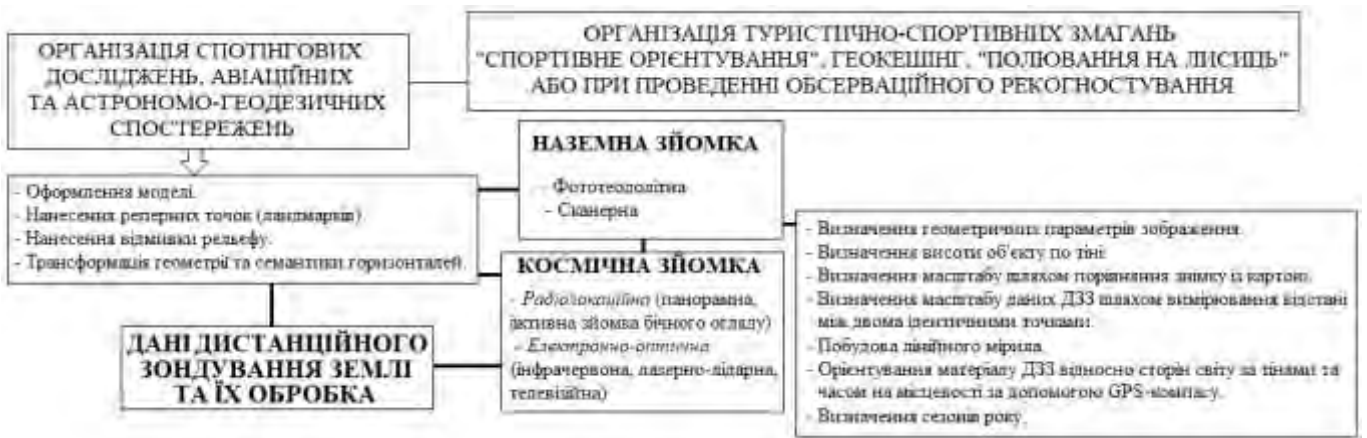 ОРГАНІЗАЦІЯ СПОТІНГОВИХ
ДОСЛІДЖЕНЬ, АВІАЦІЙНИХ
ТА АСТРОНОМО-ГЕОДЕЗИЧНИХ
СПОСТЕРЕЖЕНЬ
ОРГАНІЗАЦІЯ ТУРИСТИЧНО-СПОРТИВНИХ ЗМАГАНЬ
"СПОРТИВНЕ ОРІЄНТУВАННЯ", ГЕОКЕШІНГ, "ПОЛЮВАННЯ НА ЛИСИЦЬ"
АБО ПРИ ПРОВЕДЕННІ ОБСЕРВАЦІЙНОГО РЕКОГНОСТУВАННЯ
- Оформлення моделі.
- Нанесення реперних точок (ландмарків)
- Нанесення відмивки рельєфу.
- Трансформація геометрії та семантики горизонталей.
НАЗЕМНА ЗЙОМКА
- Фототеодолітна
- Сканерна
КОСМІЧНА ЗЙОМКА
- Радіолокаційна (панорамна,
активна зйомка бічного огляду)
- Електронно-оптична
(інфрачервона, лазерно-лідарна,
телевізійна)
ДАНІ ДИСТАНЦІЙНОГО
ЗОНДУВАННЯ ЗЕМЛІ
ТА ЇХ ОБРОБКА
- Визначення геометричних параметрів зображення.
- Визначення висоти об'єкту по тіні
- Визначення масштабу шляхом порівняння знімку із картою.
- Визначення масштабу даних ДЗЗ шляхом вимірювання відстані
між двома ідентичними точками.
- Побудова лінійного мірила.
- Орієнтування матеріалу ДЗЗ відносно сторін світу за тінями та
часом на місцевості за допомогою GPS-компасу.
- Визначення сезонів року.